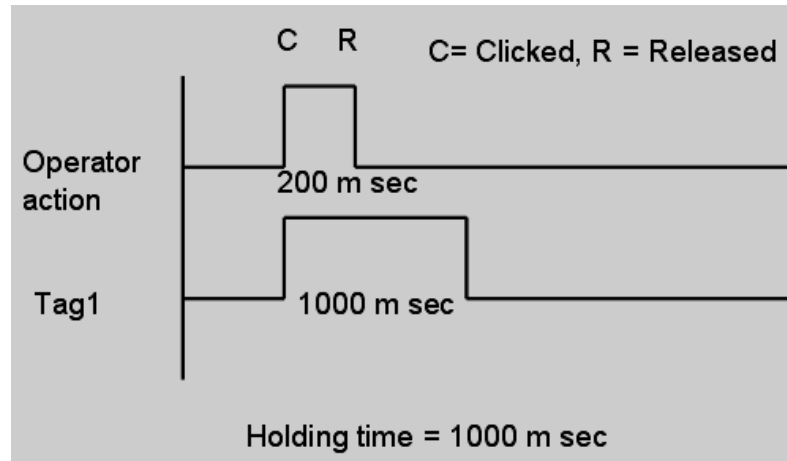 C R
C= Clicked, R = Released
Operator
action
200 m sec
Tag1
1000 m sec
Holding time = 1000 m sec